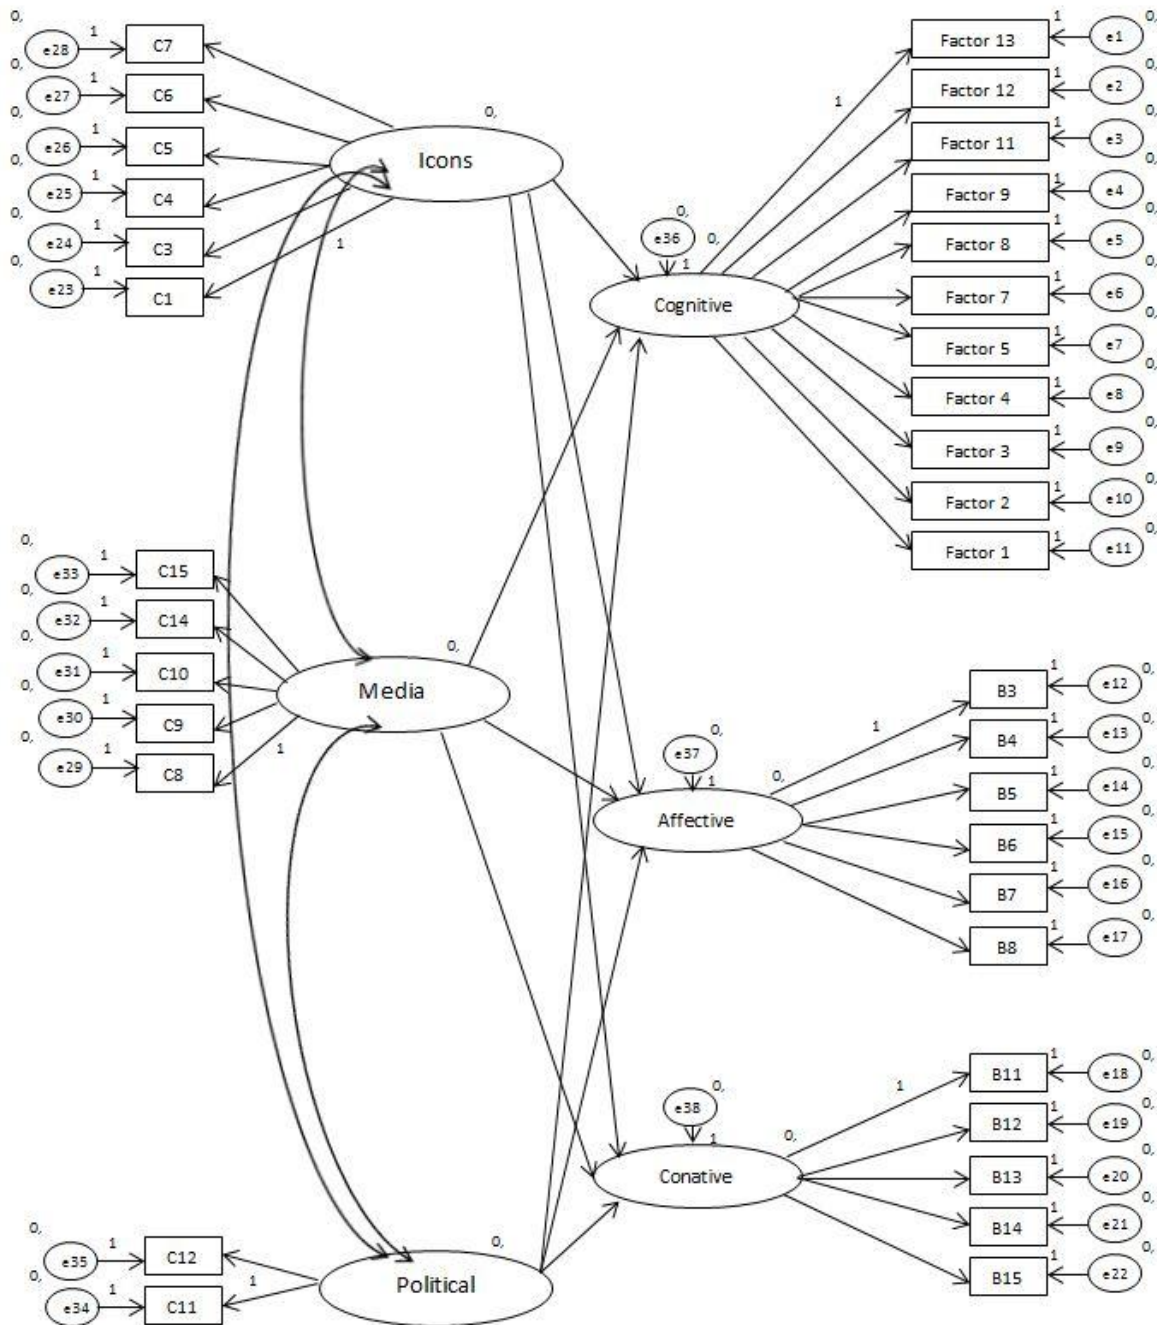 0,
e28 1 C7
0,
e27 1 C6
0,
e26 1 C5
0,
e25 1 C4
0,
e24 1 C3
0,
e23 1 C1
0,
Icons
1
0,
e33 1 C15
0,
e32 1 C14
0,
e31 1 C10
0,
e30 1 C9
0,
e29 1 C8
0,
Media
1
0,
e35 1 C12
0,
e34 1 C11
0,
Political
1
0,
e36
1
0,
Cognitive
1
Factor 13 1 e1 0,
Factor 12 1 e2 0,
Factor 11 1 e3 0,
Factor 9 1 e4 0,
Factor 8 1 e5 0,
Factor 7 1 e6 0,
Factor 5 1 e7 0,
Factor 4 1 e8 0,
Factor 3 1 e9 0,
Factor 2 1 e10 0,
Factor 1 1 e11 0,
0,
e37
1
0,
Affective
1
B3 1 e12 0,
B4 1 e13 0,
B5 1 e14 0,
B6 1 e15 0,
B7 1 e16 0,
B8 1 e17 0,
0,
e38
1
0,
Conative
1
B11 1 e18 0,
B12 1 e19 0,
B13 1 e20 0,
B14 1 e21 0,
B15 1 e22 0,